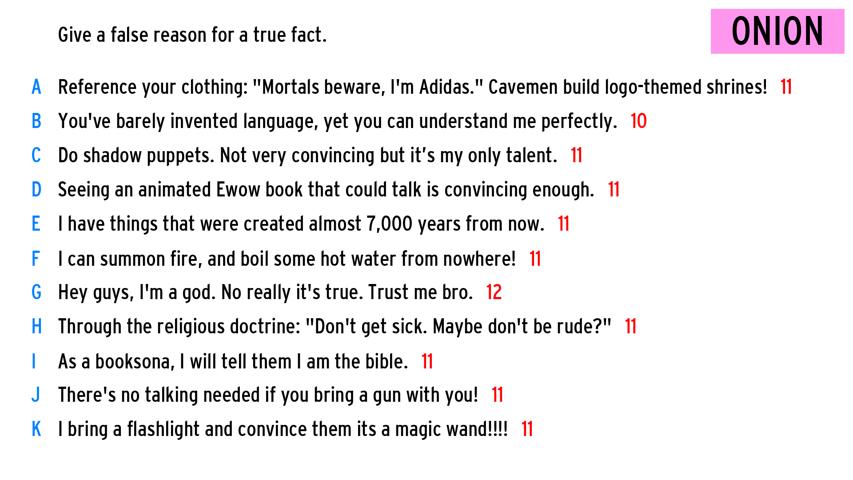 Give a false reason for a true fact.
ONION
A Reference your clothing: "Mortals beware, I'm Adidas." Cavemen build logo-themed shrines! 11
B You've barely invented language, yet you can understand me perfectly. 10
C Do shadow puppets. Not very convincing but it’s my only talent. 11
D Seeing an animated Ewow book that could talk is convincing enough. 11
E I have things that were created almost 7,000 years from now. 11
F I can summon fire, and boil some hot water from nowhere! 11
G Hey guys, I'm a god. No really it's true. Trust me bro. 12
H Through the religious doctrine: "Don't get sick. Maybe don't be rude?" 11
I As a booksona, I will tell them I am the bible. 11
J There's no talking needed if you bring a gun with you! 11
K I bring a flashlight and convince them its a magic wand!!!! 11